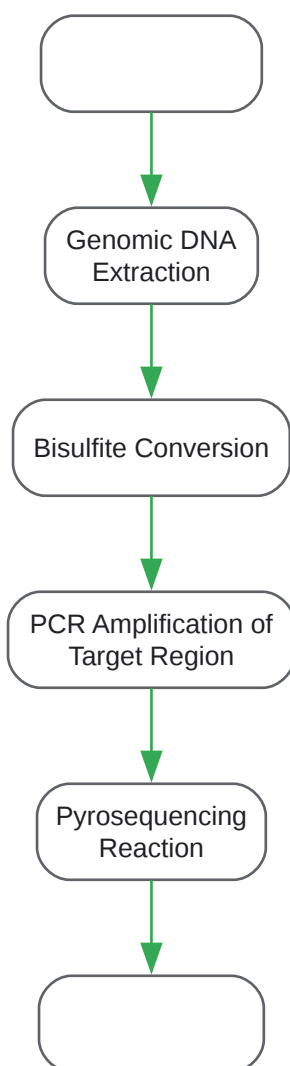 Genomic DNA
Extraction
Bisulfite Conversion
PCR Amplification of
Target Region
Pyrosequencing
Reaction